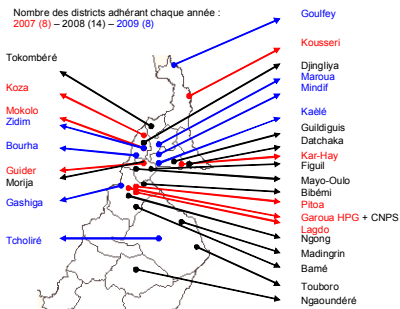 Nombre des districts adhérant chaque année :
2007 (8) – 2008 (14) – 2009 (8)
Goulfey
Kousseri
Tokombéré
Djingliya
Maroua
Koza
Mindif
Mokolo
Kaèlé
Zidim
Guildiguis
Bourha
Datchaka
Kar-Hay
Guider
Figuil
Morija
Mayo-Oulo
Bibémi
Gashiga
Pitoa
Garoua HPG + CNPS
Lagdo
Tcholiré
Ngong
Madingrin
Bamé
Touboro
Ngaoundéré